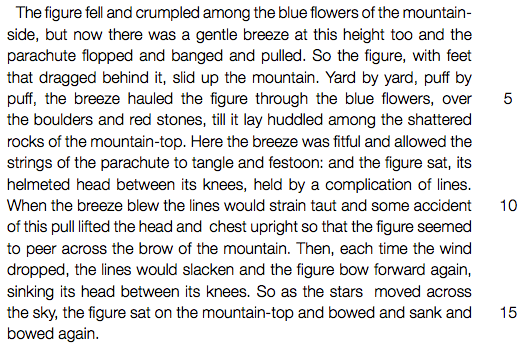 The figure fell and crumpled among the blue flowers of the mountain-
side, but now there was a gentle breeze at this height too and the
parachute flopped and banged and pulled. So the figure, with feet
that dragged behind it, slid up the mountain. Yard by yard, puff by
puff, the breeze hauled the figure through the blue flowers, over 5
the boulders and red stones, till it lay huddled among the shattered
rocks of the mountain-top. Here the breeze was fitful and allowed the
strings of the parachute to tangle and festoon: and the figure sat, its
helmeted head between its knees, held by a complication of lines.
When the breeze blew the lines would strain taut and some accident 10
of this pull lifted the head and chest upright so that the figure seemed
to peer across the brow of the mountain. Then, each time the wind
dropped, the lines would slacken and the figure bow forward again,
sinking its head between its knees. So as the stars moved across
the sky, the figure sat on the mountain-top and bowed and sank and 15
bowed again.